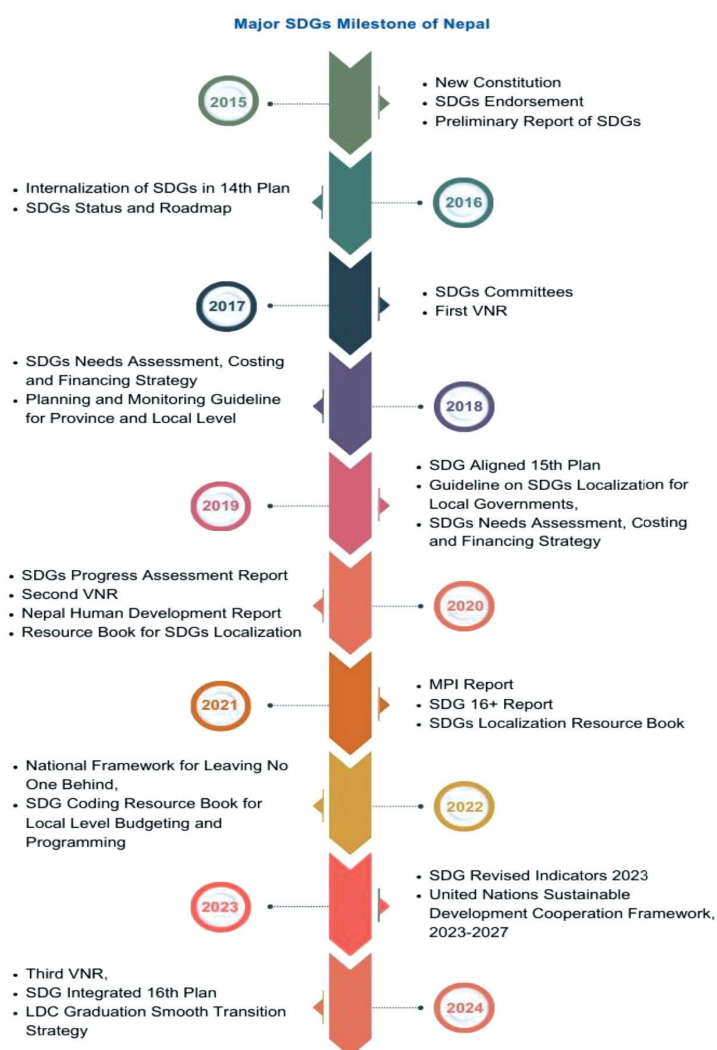 Major SDGs Milestone of Nepal
2015
• New Constitution
• SDGs Endorsement
• Preliminary Report of SDGs
• Internalization of SDGs in 14th Plan
• SDGs Status and Roadmap
2016
2017
• SDGs Committees
• First VNR
• SDGs Needs Assessment, Costing
and Financing Strategy
• Planning and Monitoring Guideline
for Province and Local Level
2018
2019
• SDG Aligned 15th Plan
• Guideline on SDGs Localization for
Local Governments,
• SDGs Needs Assessment, Costing
and Financing Strategy
• SDGs Progress Assessment Report
• Second VNR
• Nepal Human Development Report
• Resource Book for SDGs Localization
2020
2021
• MPI Report
• SDG 16+ Report
• SDGs Localization Resource Book
• National Framework for Leaving No
One Behind,
• SDG Coding Resource Book for
Local Level Budgeting and
Programming
2022
2023
• SDG Revised Indicators 2023
• United Nations Sustainable
Development Cooperation Framework,
2023-2027
• Third VNR,
• SDG Integrated 16th Plan
• LDC Graduation Smooth Transition
Strategy
2024